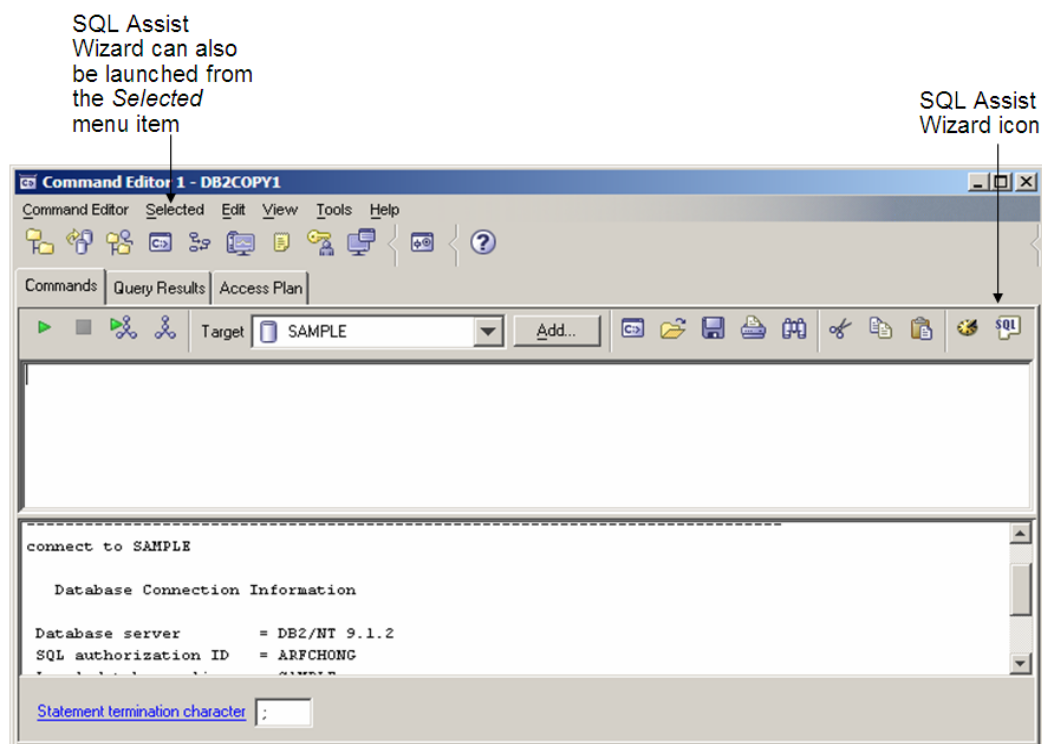 SQL Assist
Wizard can also
be launched from
the Selected
menu item
SQL Assist
Wizard icon
Command Editor 1 - DB2COPY1
Command Editor Selected Edit View Tools Help
Commands Query Results Access Plan
Target SAMPLE Add... SQL
connect to SAMPLE
Database Connection Information
Database server = DB2/NT 9.1.2
SQL authorization ID = ARFCHONG
Statement termination character ;